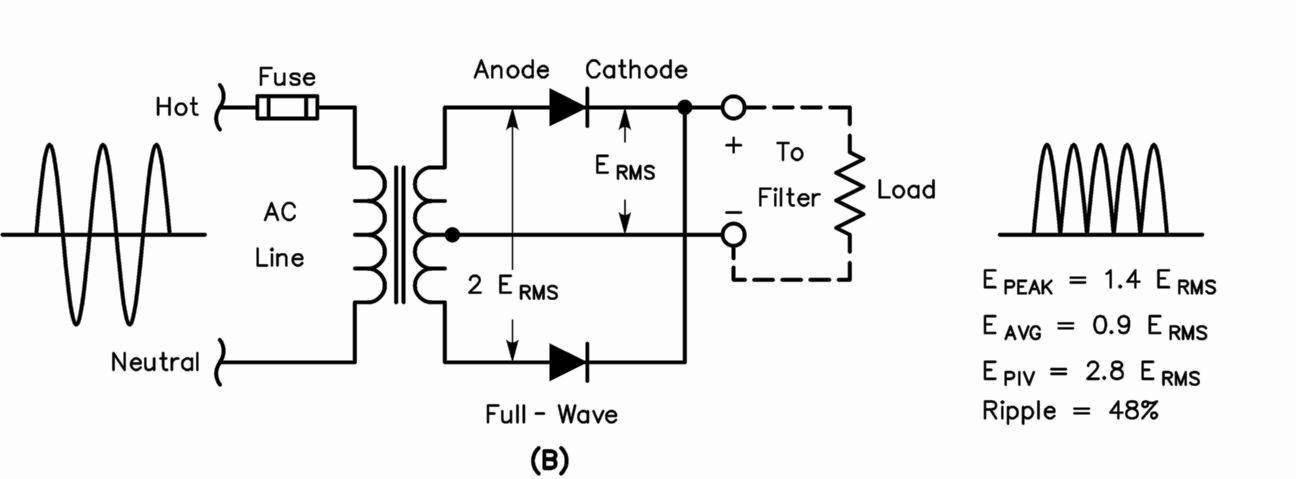 Fuse
Anode Cathode
Hot
+
To
E RMS
Filter
Load
AC
Line
−
2 E RMS
E PEAK = 1.4 E RMS
E AVG = 0.9 E RMS
Neutral
E PIV = 2.8 E RMS
Ripple = 48%
Full - Wave
(B)